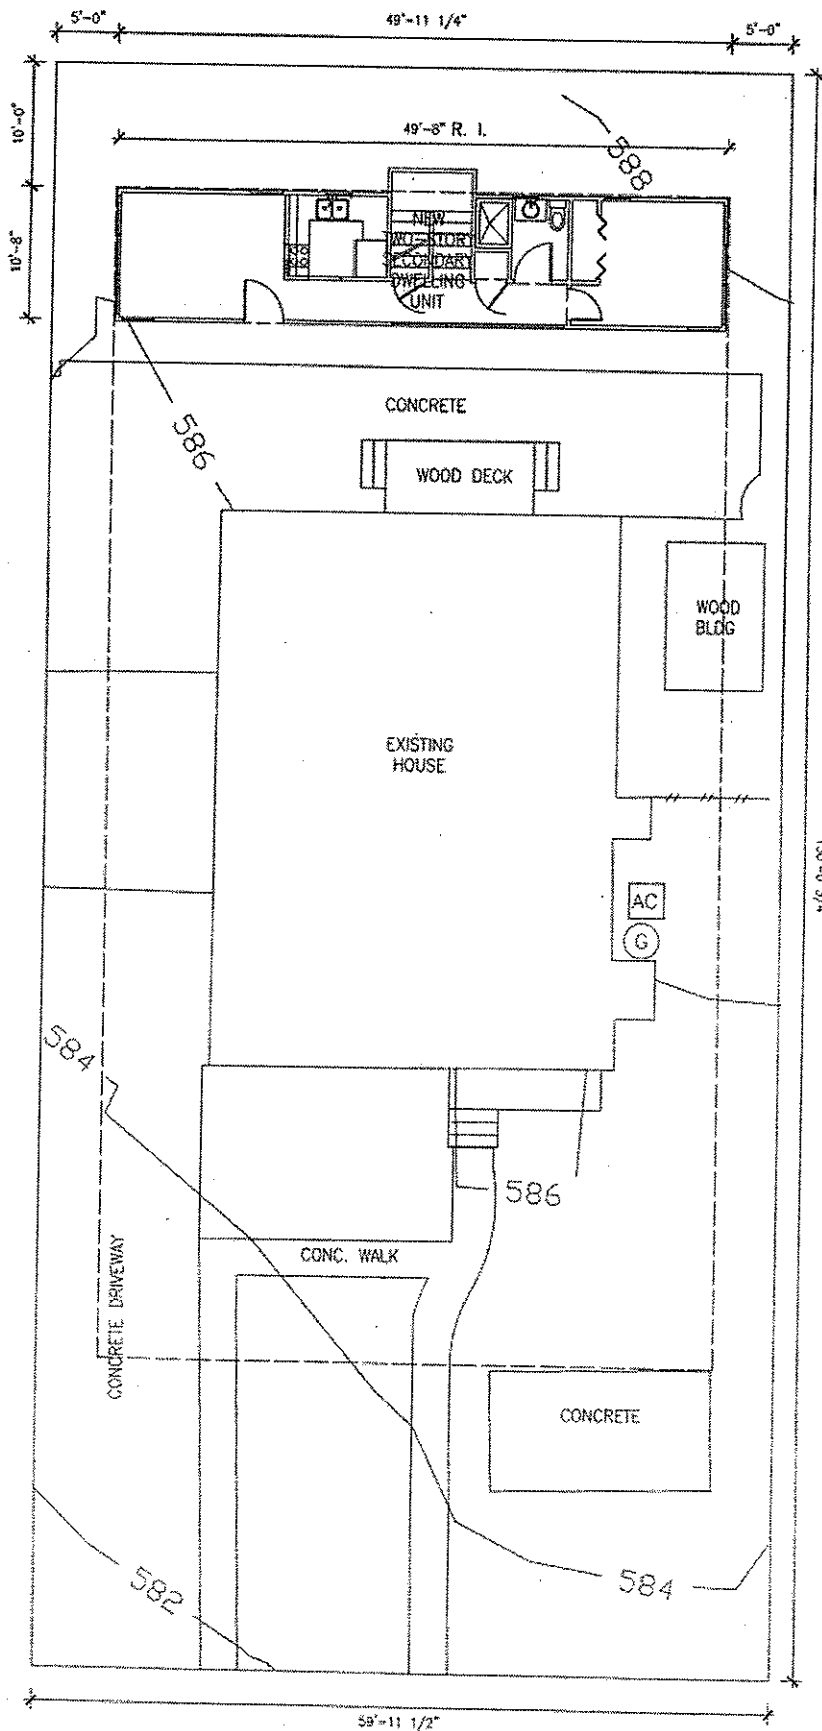 5'-0"
49'-11 1/4"
5'-0"
10'-0"
49'-8" R. I.
588
10'-8"
NEW
TWO-STORY
SECONDARY
DWELLING
UNIT
CONCRETE
586
WOOD DECK
WOOD
BLDG
EXISTING
HOUSE
AC
G
584
586
CONC. WALK
CONCRETE DRIVEWAY
CONCRETE
582
584
59'-11 1/2"